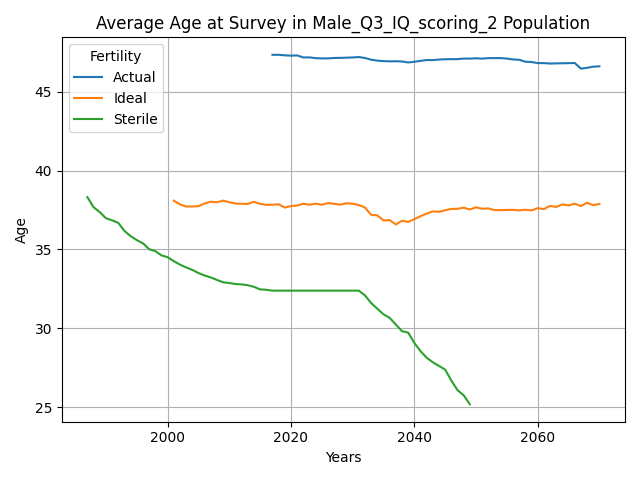 Average Age at Survey in Male_Q3_IQ_scoring_2 Population
Fertility
Actual
Ideal
Sterile
Age
45
40
35
30
25
2000
2020
2040
2060
Years